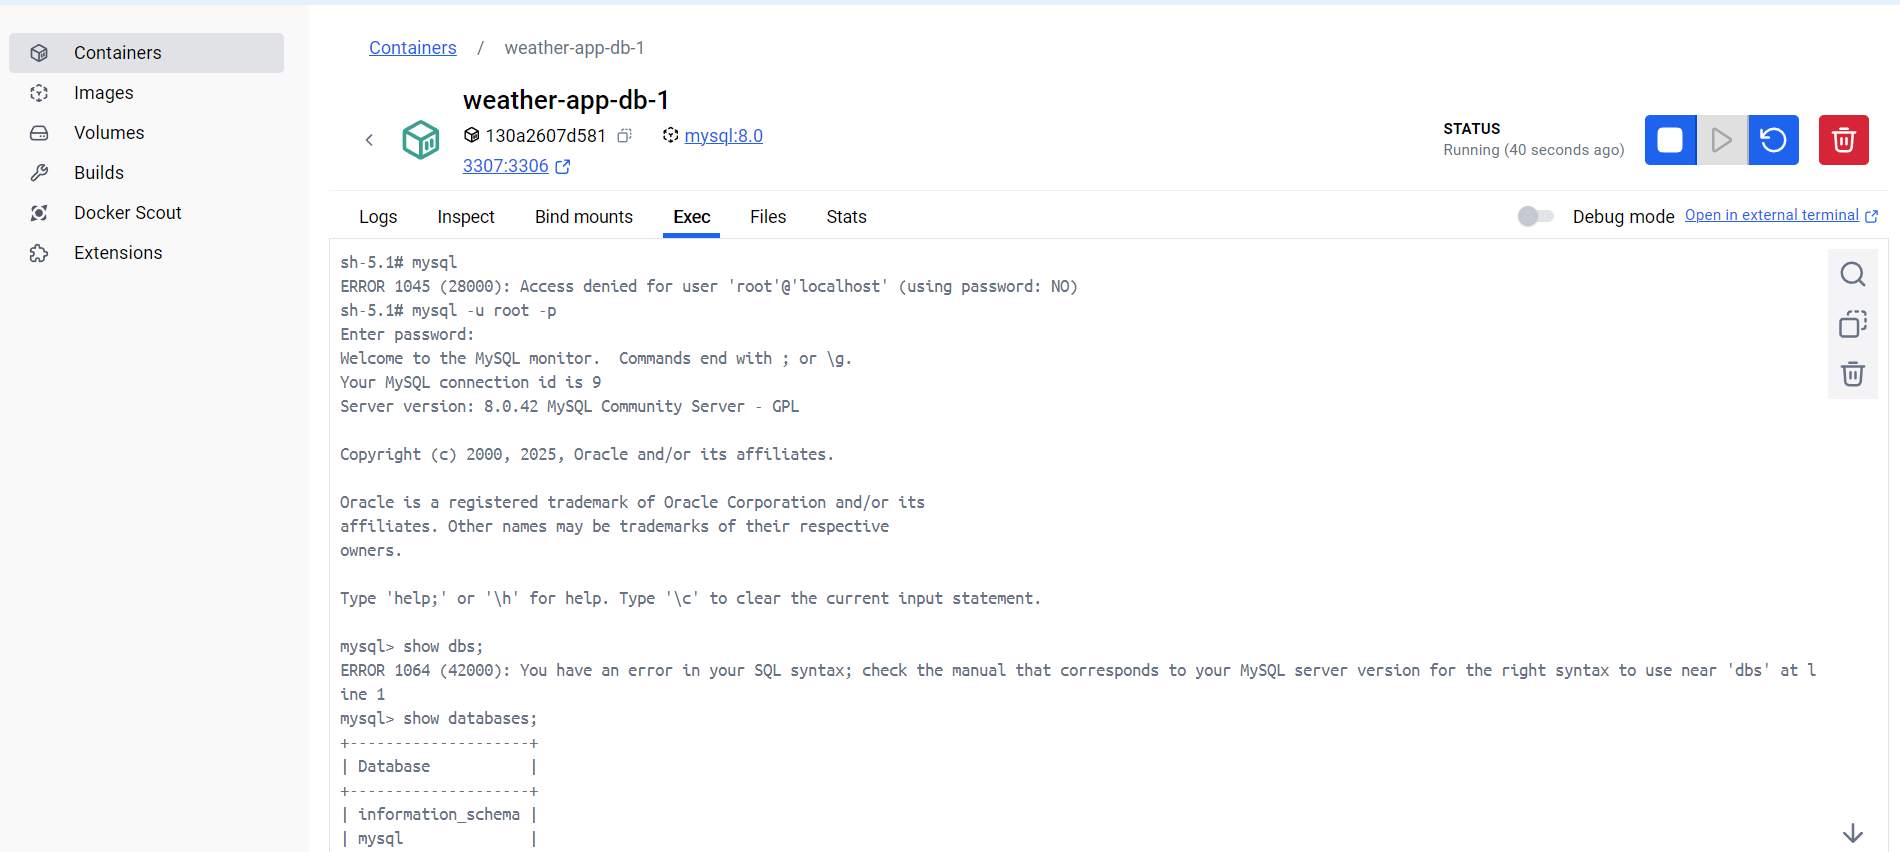 Containers
Images
Volumes
Builds
Docker Scout
Extensions
Containers / weather-app-db-1
weather-app-db-1
130a2607d581 mysql:8.0
3307:3306
STATUS
Running (40 seconds ago)
Logs Inspect Bind mounts Exec Files Stats
Debug mode Open in external terminal
sh-5.1# mysql
ERROR 1045 (28000): Access denied for user 'root'@'localhost' (using password: NO)
sh-5.1# mysql -u root -p
Enter password:
Welcome to the MySQL monitor.  Commands end with ; or \g.
Your MySQL connection id is 9
Server version: 8.0.42 MySQL Community Server - GPL
Copyright (c) 2000, 2025, Oracle and/or its affiliates.
Oracle is a registered trademark of Oracle Corporation and/or its
affiliates. Other names may be trademarks of their respective
owners.
Type 'help;' or '\h' for help. Type '\c' to clear the current input statement.
mysql> show dbs;
ERROR 1064 (42000): You have an error in your SQL syntax; check the manual that corresponds to your MySQL server version for the right syntax to use near 'dbs' at l
ine 1
mysql> show databases;
+--------------------+
| Database           |
+--------------------+
| information_schema |
| mysql              |